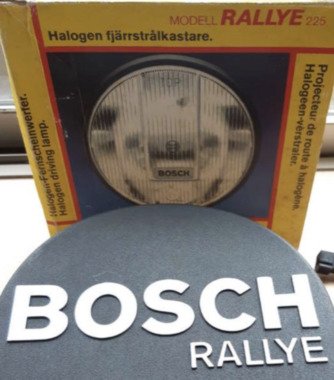 MODELL RALLYE 225
Halogen fjärrstrålkastare.
Halogen-Fernscheinwerfer.
Halogen driving lamp.
Projecteur de route à halogène.
Halogeen-verstraler.
BOSCH
BOSCH
RALLYE